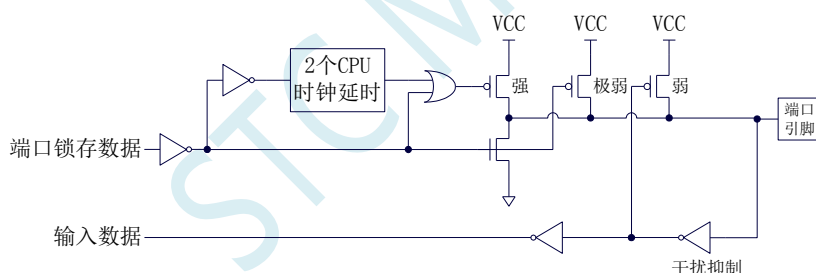 VCC VCC VCC
2个CPU
时钟延时
强 极弱 弱
端口
引脚
端口锁存数据
输入数据
干扰抑制
STC M